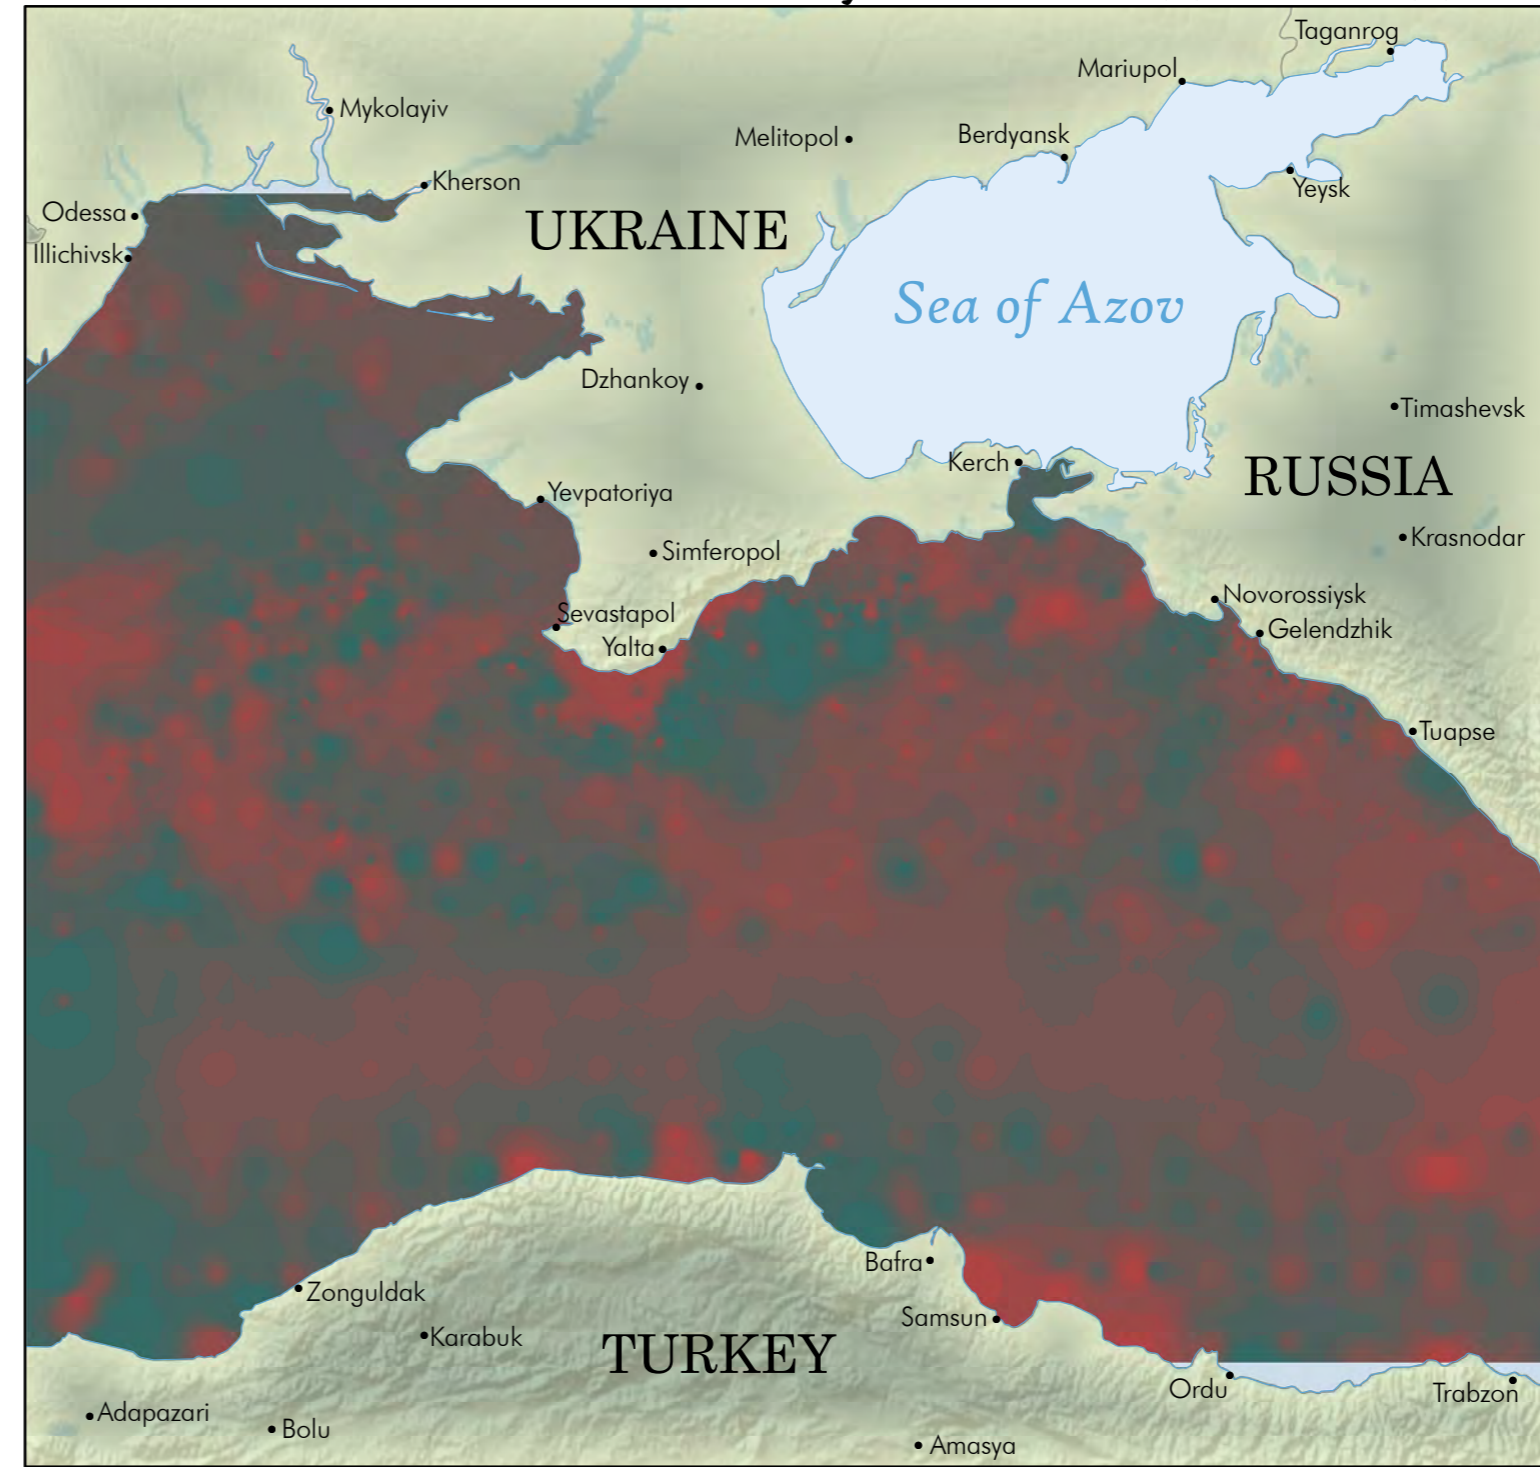 Taganrog
Mariupol
Mykolayiv
Melitopol
Berdyansk
Kherson
Yeysk
Odessa
UKRAINE
Illichivsk
Sea of Azov
Dzhankoy
Timashevsk
Kerch
RUSSIA
Yevpatoriya
Krasnodar
Simferopol
Novorossiysk
Sevastapol
Gelendzhik
Yalta
Tuapse
Bafra
Zonguldak
Samsun
Karabuk
TURKEY
Ordu
Trabzon
Adapazari
Bolu
Amasya